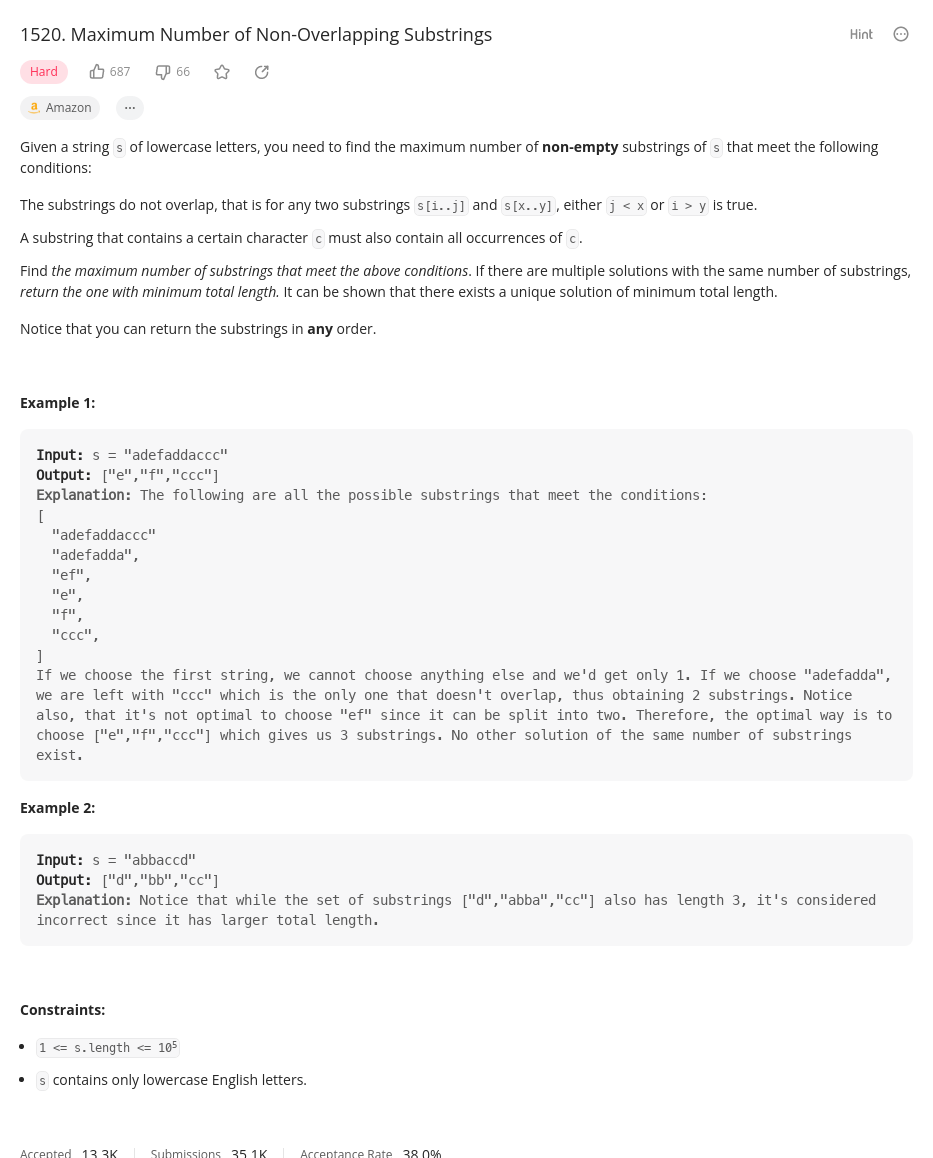 1520. Maximum Number of Non-Overlapping Substrings
Hint
Hard
687
66
Amazon
Given a string s of lowercase letters, you need to find the maximum number of non-empty substrings of s that meet the following
conditions:
The substrings do not overlap, that is for any two substrings s[i..j] and s[x..y], either j < x or i > y is true.
A substring that contains a certain character c must also contain all occurrences of c.
Find the maximum number of substrings that meet the above conditions. If there are multiple solutions with the same number of substrings,
return the one with minimum total length. It can be shown that there exists a unique solution of minimum total length.
Notice that you can return the substrings in any order.
Example 1:
Input: s = "adefaddaccc"
Output: ["e","f","ccc"]
Explanation: The following are all the possible substrings that meet the conditions:
[
"adefaddaccc"
"adefadda",
"ef",
"e",
"f",
"ccc",
]
If we choose the first string, we cannot choose anything else and we'd get only 1. If we choose "adefadda",
we are left with "ccc" which is the only one that doesn't overlap, thus obtaining 2 substrings. Notice
also, that it's not optimal to choose "ef" since it can be split into two. Therefore, the optimal way is to
choose ["e","f","ccc"] which gives us 3 substrings. No other solution of the same number of substrings
exist.
Example 2:
Input: s = "abbaccd"
Output: ["d","bb","cc"]
Explanation: Notice that while the set of substrings ["d","abba","cc"] also has length 3, it's considered
incorrect since it has larger total length.
Constraints:
1 <= s.length <= 10⁵
s contains only lowercase English letters.
Accepted 13.3K Submissions 35.1K Acceptance Rate 38.0%